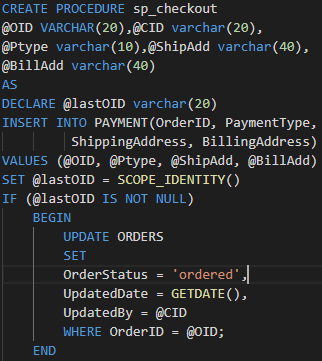 CREATE PROCEDURE sp_checkout
@OID VARCHAR(20),@CID varchar(20),
@Ptype varchar(10),@ShipAdd varchar(40),
@BillAdd varchar(40)
AS
DECLARE @lastOID varchar(20)
INSERT INTO PAYMENT(OrderID, PaymentType,
ShippingAddress, BillingAddress)
VALUES (@OID, @Ptype, @ShipAdd, @BillAdd)
SET @lastOID = SCOPE_IDENTITY()
IF (@lastOID IS NOT NULL)
BEGIN
UPDATE ORDERS
SET
OrderStatus = 'ordered',
UpdatedDate = GETDATE(),
UpdatedBy = @CID
WHERE OrderID = @OID;
END